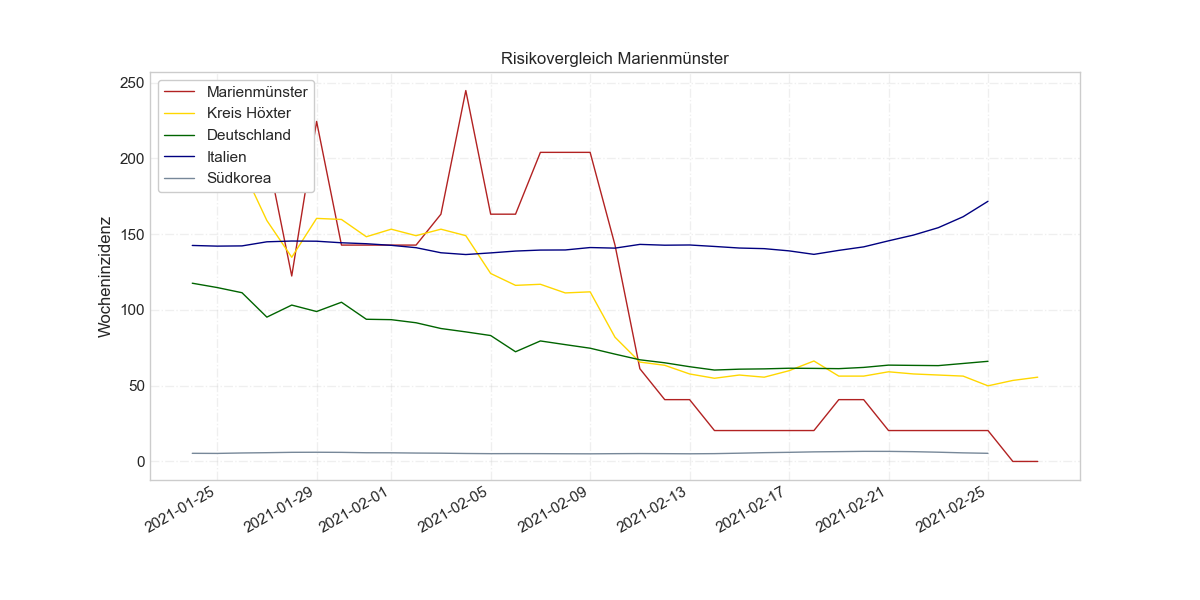 Risikovergleich Marienmünster
Wocheninzidenz
250
200
150
100
50
0
Marienmünster
Kreis Höxter
Deutschland
Italien
Südkorea
2021-01-25
2021-01-29
2021-02-01
2021-02-05
2021-02-09
2021-02-13
2021-02-17
2021-02-21
2021-02-25